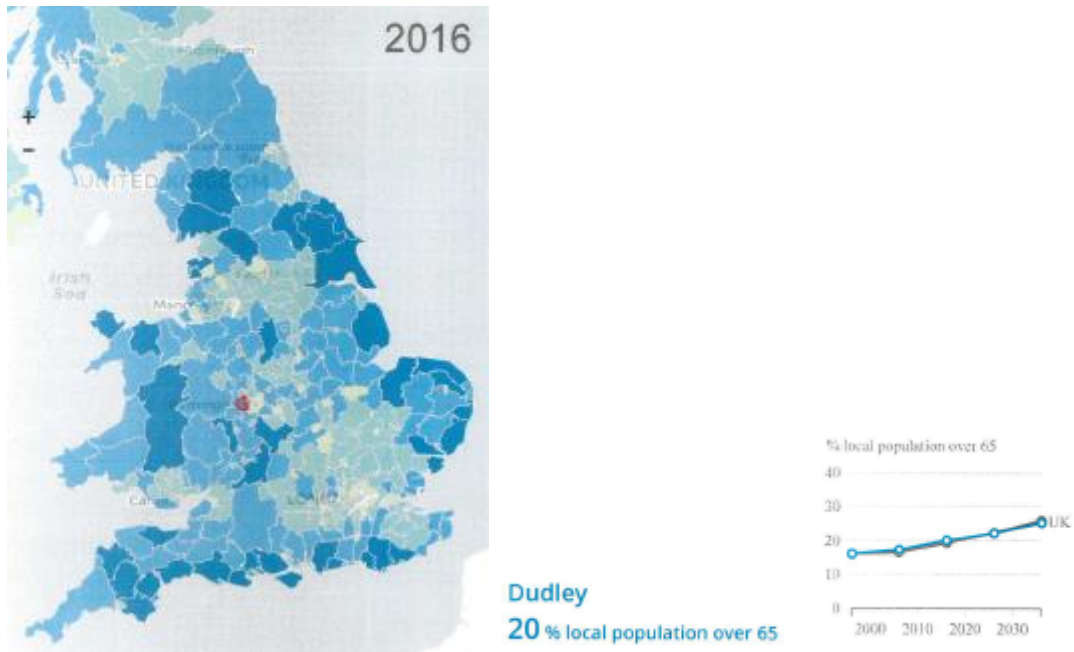 2016
+
−
UNITED KINGDOM
Irish
Sea
Dudley
20 % local population over 65
% local population over 65
40
30
20
10
0
UK
2000 2010 2020 2030